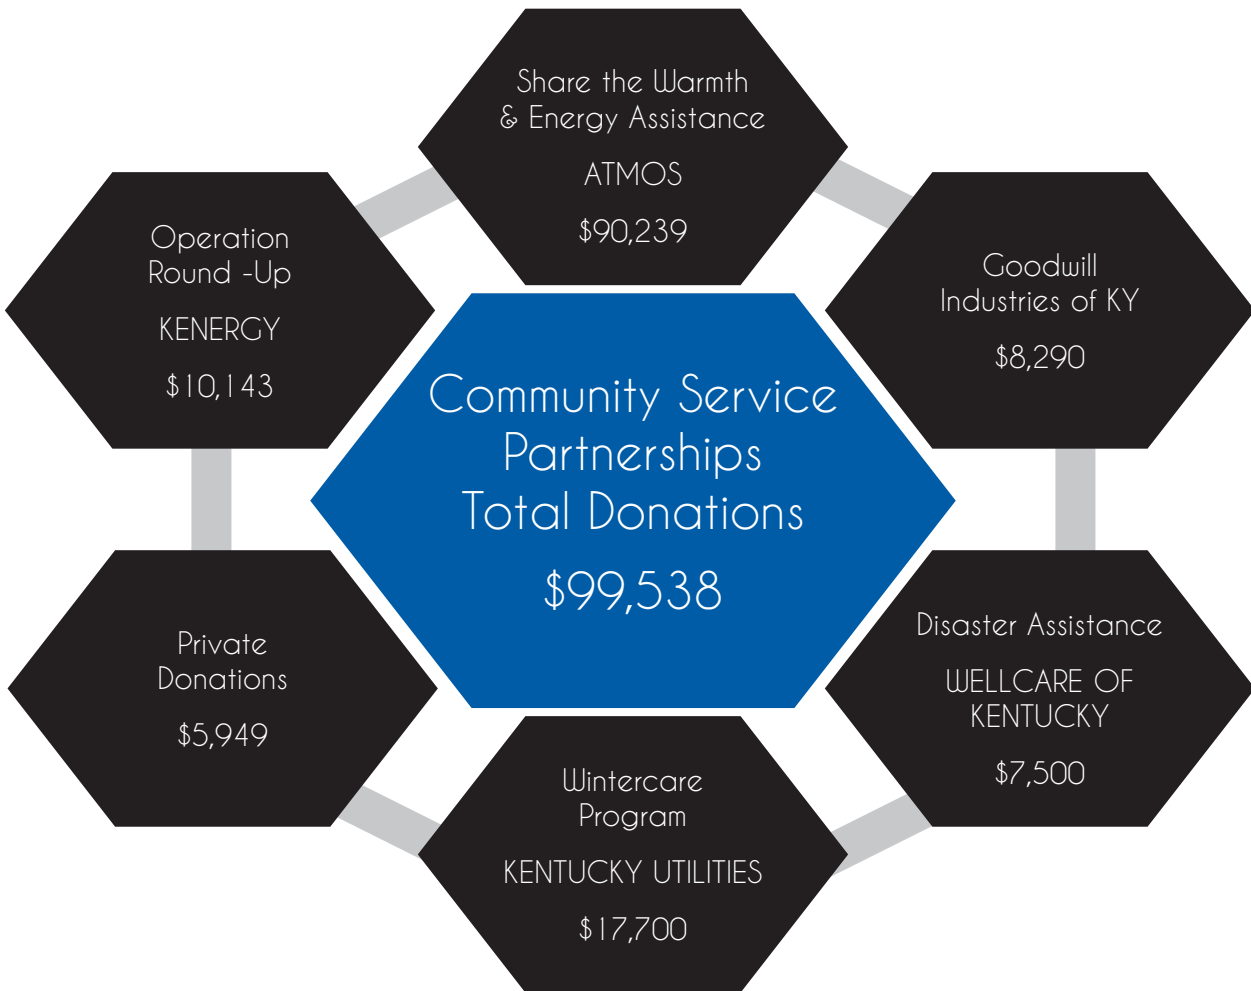 Share the Warmth
& Energy Assistance
ATMOS
$90,239
Operation
Round -Up
KENERGY
$10,143
Goodwill
Industries of KY
$8,290
Community Service
Partnerships
Total Donations
$99,538
Private
Donations
$5,949
Disaster Assistance
WELLCARE OF
KENTUCKY
$7,500
Wintercare
Program
KENTUCKY UTILITIES
$17,700